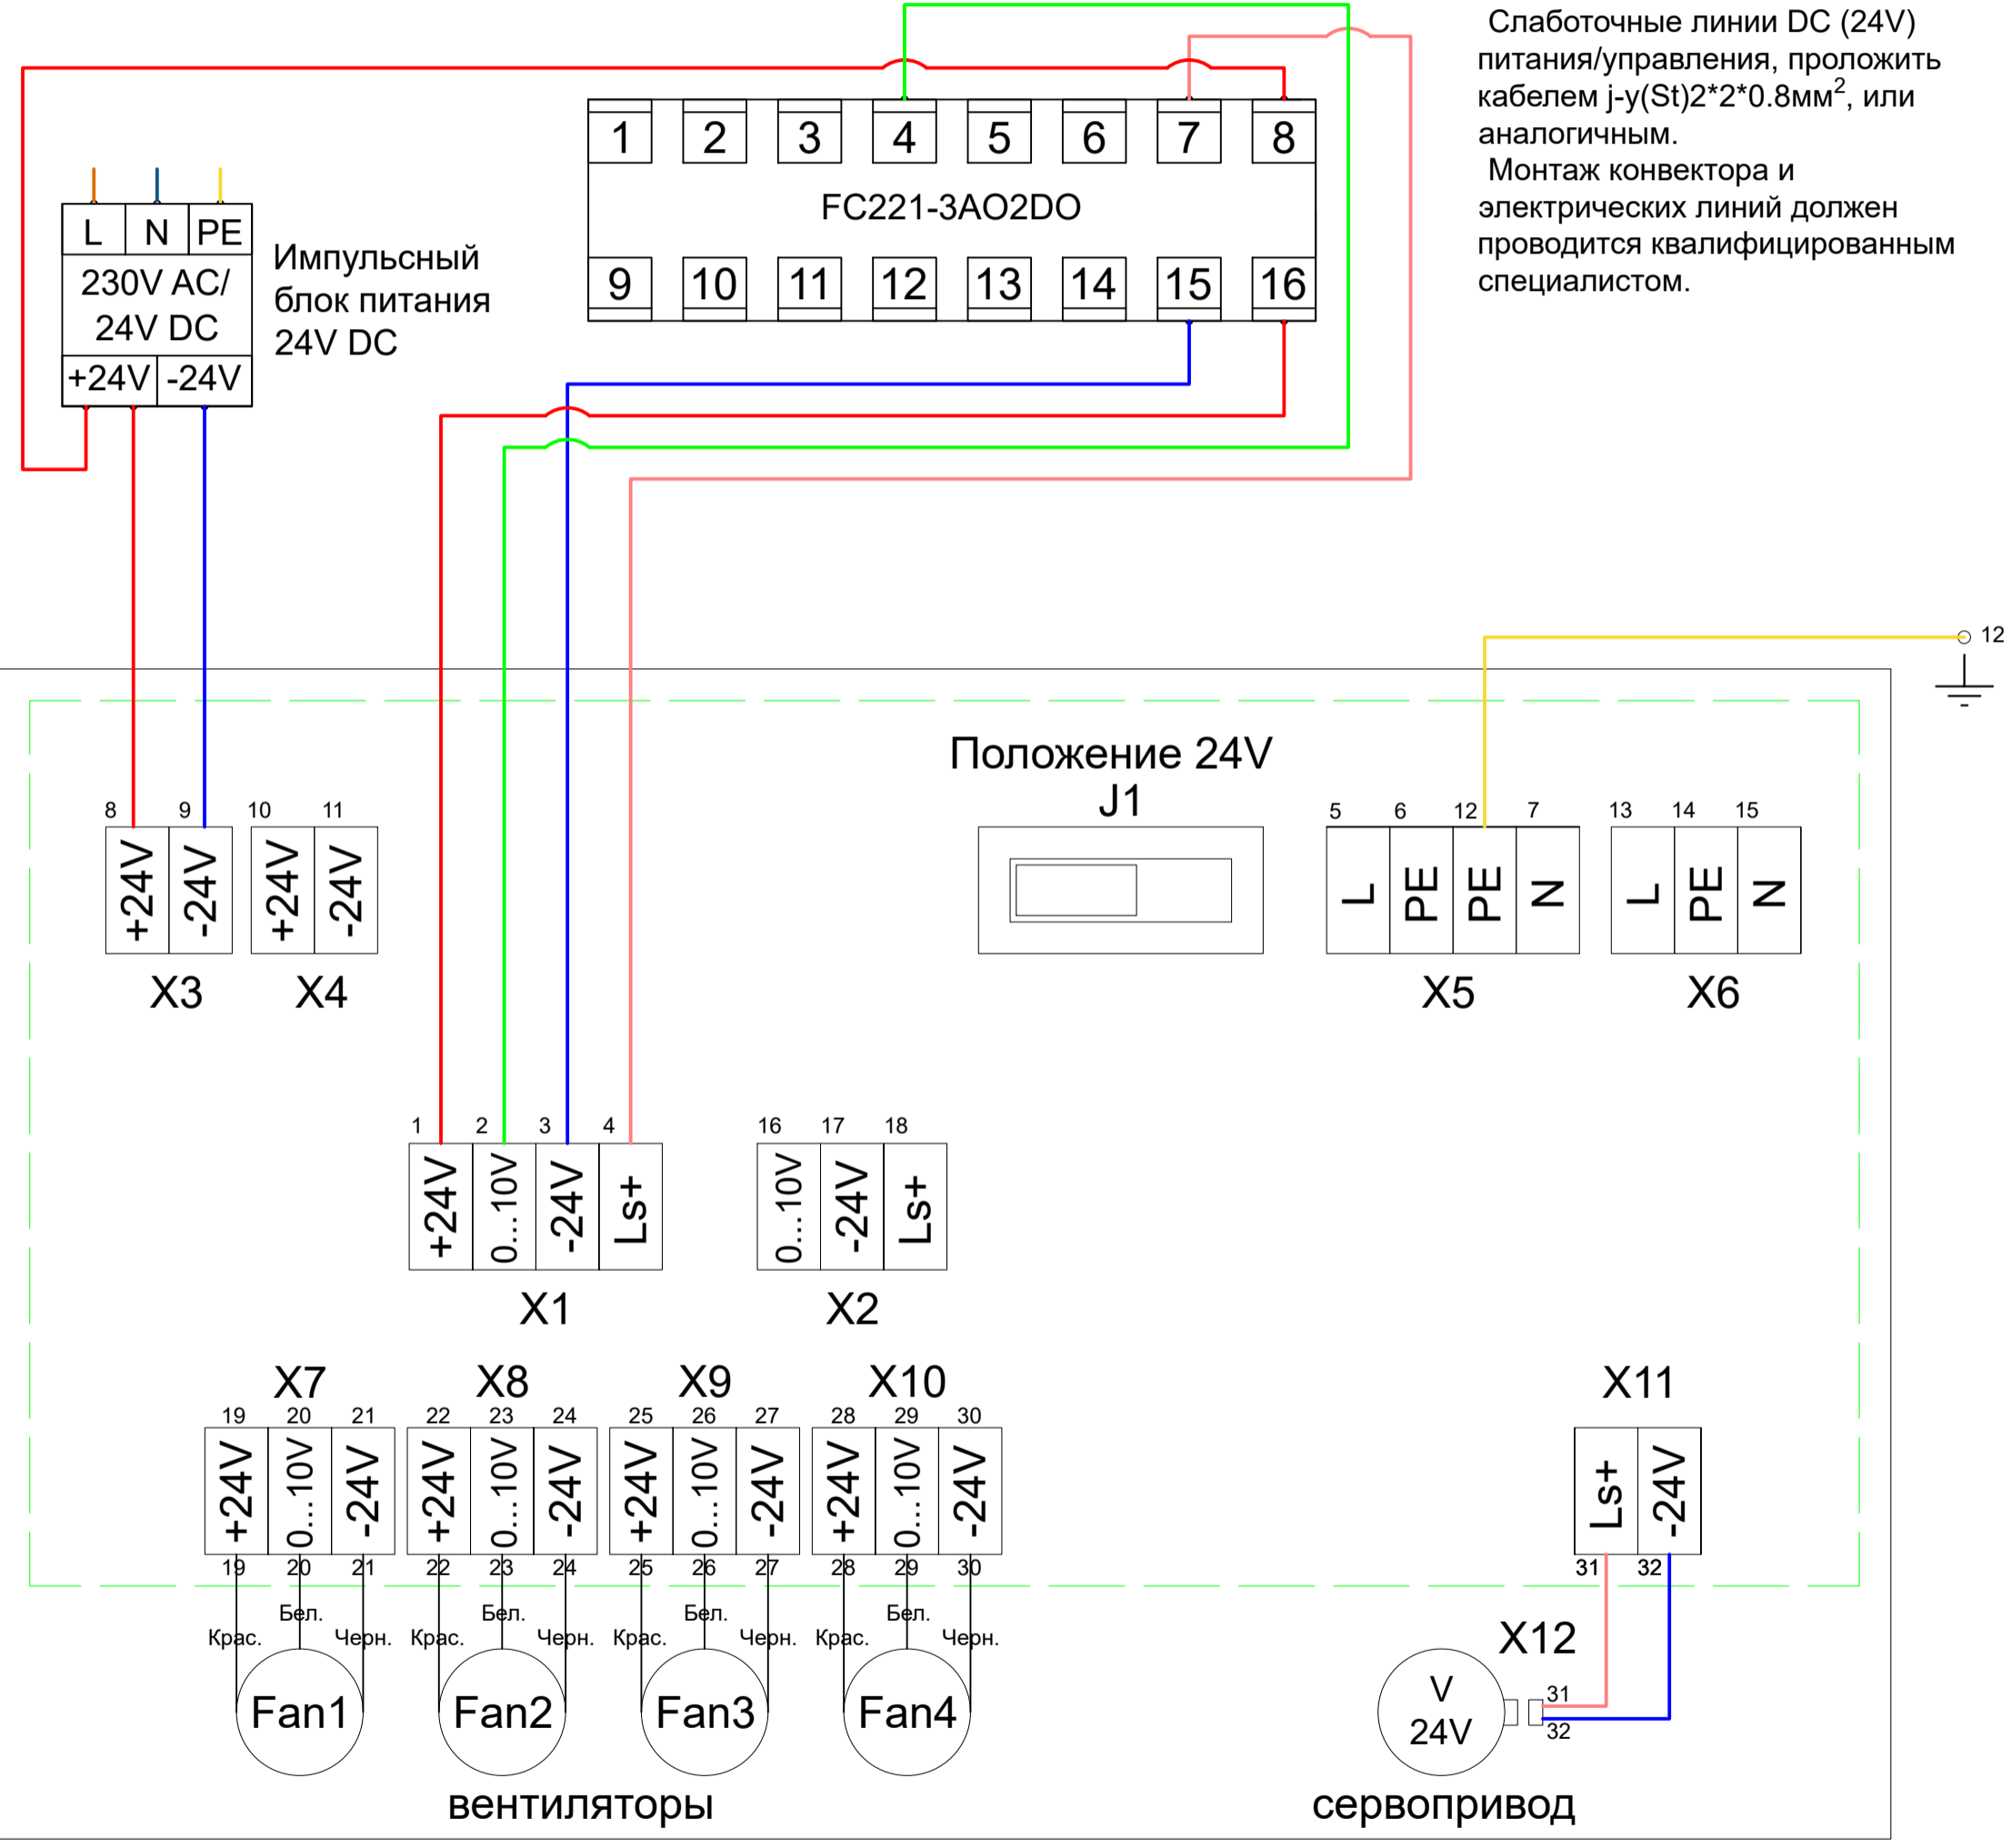 Слаботочные линии DC (24V)
питания/управления, проложить
кабелем j-y(St)2*2*0.8мм², или
аналогичным.
Монтаж конвектора и
электрических линий должен
проводится квалифицированным
специалистом.
1 2 3 4 5 6 7 8
FC221-3AO2DO
9 10 11 12 13 14 15 16
L N PE
230V AC/
24V DC
+24V -24V
Импульсный
блок питания
24V DC
12
Положение 24V
J1
8 9 10 11
+24V -24V +24V -24V
X3 X4
5 6 12 7 13 14 15
L PE PE N L PE N
X5 X6
1 2 3 4 16 17 18
+24V 0...10V -24V Ls+ 0...10V -24V Ls+
X1 X2
X7 X8 X9 X10 X11
19 20 21 22 23 24 25 26 27 28 29 30
+24V 0...10V -24V +24V 0...10V -24V +24V 0...10V -24V +24V 0...10V -24V Ls+ -24V
19 20 21 22 23 24 25 26 27 28 29 30 31 32
Бел. Бел. Бел. Бел.
Крас. Черн. Крас. Черн. Крас. Черн. Крас. Черн.
X12
Fan1 Fan2 Fan3 Fan4
V
24V
31
32
вентиляторы сервопривод